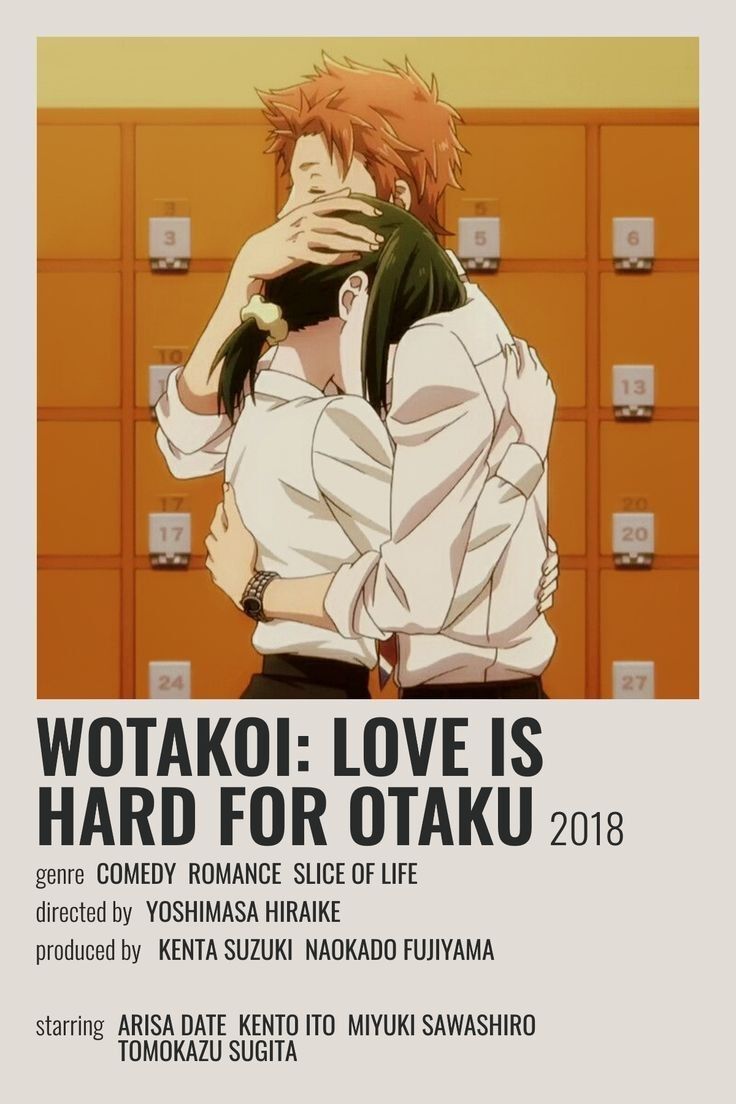 3
3
5
5
6
10
13
17
17
20
20
24
27
WOTAKOI: LOVE IS
HARD FOR OTAKU 2018
genre COMEDY ROMANCE SLICE OF LIFE
directed by YOSHIMASA HIRAIKE
produced by KENTA SUZUKI NAOKADO FUJIYAMA
starring ARISA DATE KENTO ITO MIYUKI SAWASHIRO
TOMOKAZU SUGITA